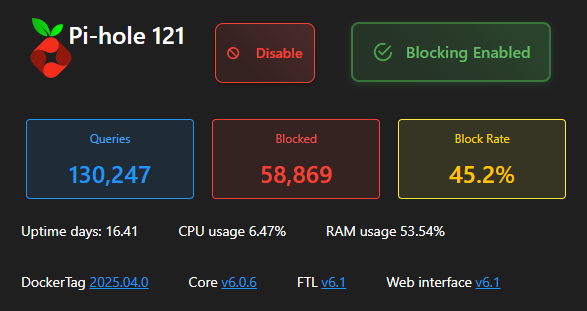 Pi-hole 121
Disable
Blocking Enabled
Queries
130,247
Blocked
58,869
Block Rate
45.2%
Uptime days: 16.41 CPU usage 6.47% RAM usage 53.54%
DockerTag 2025.04.0 Core v6.0.6 FTL v6.1 Web interface v6.1